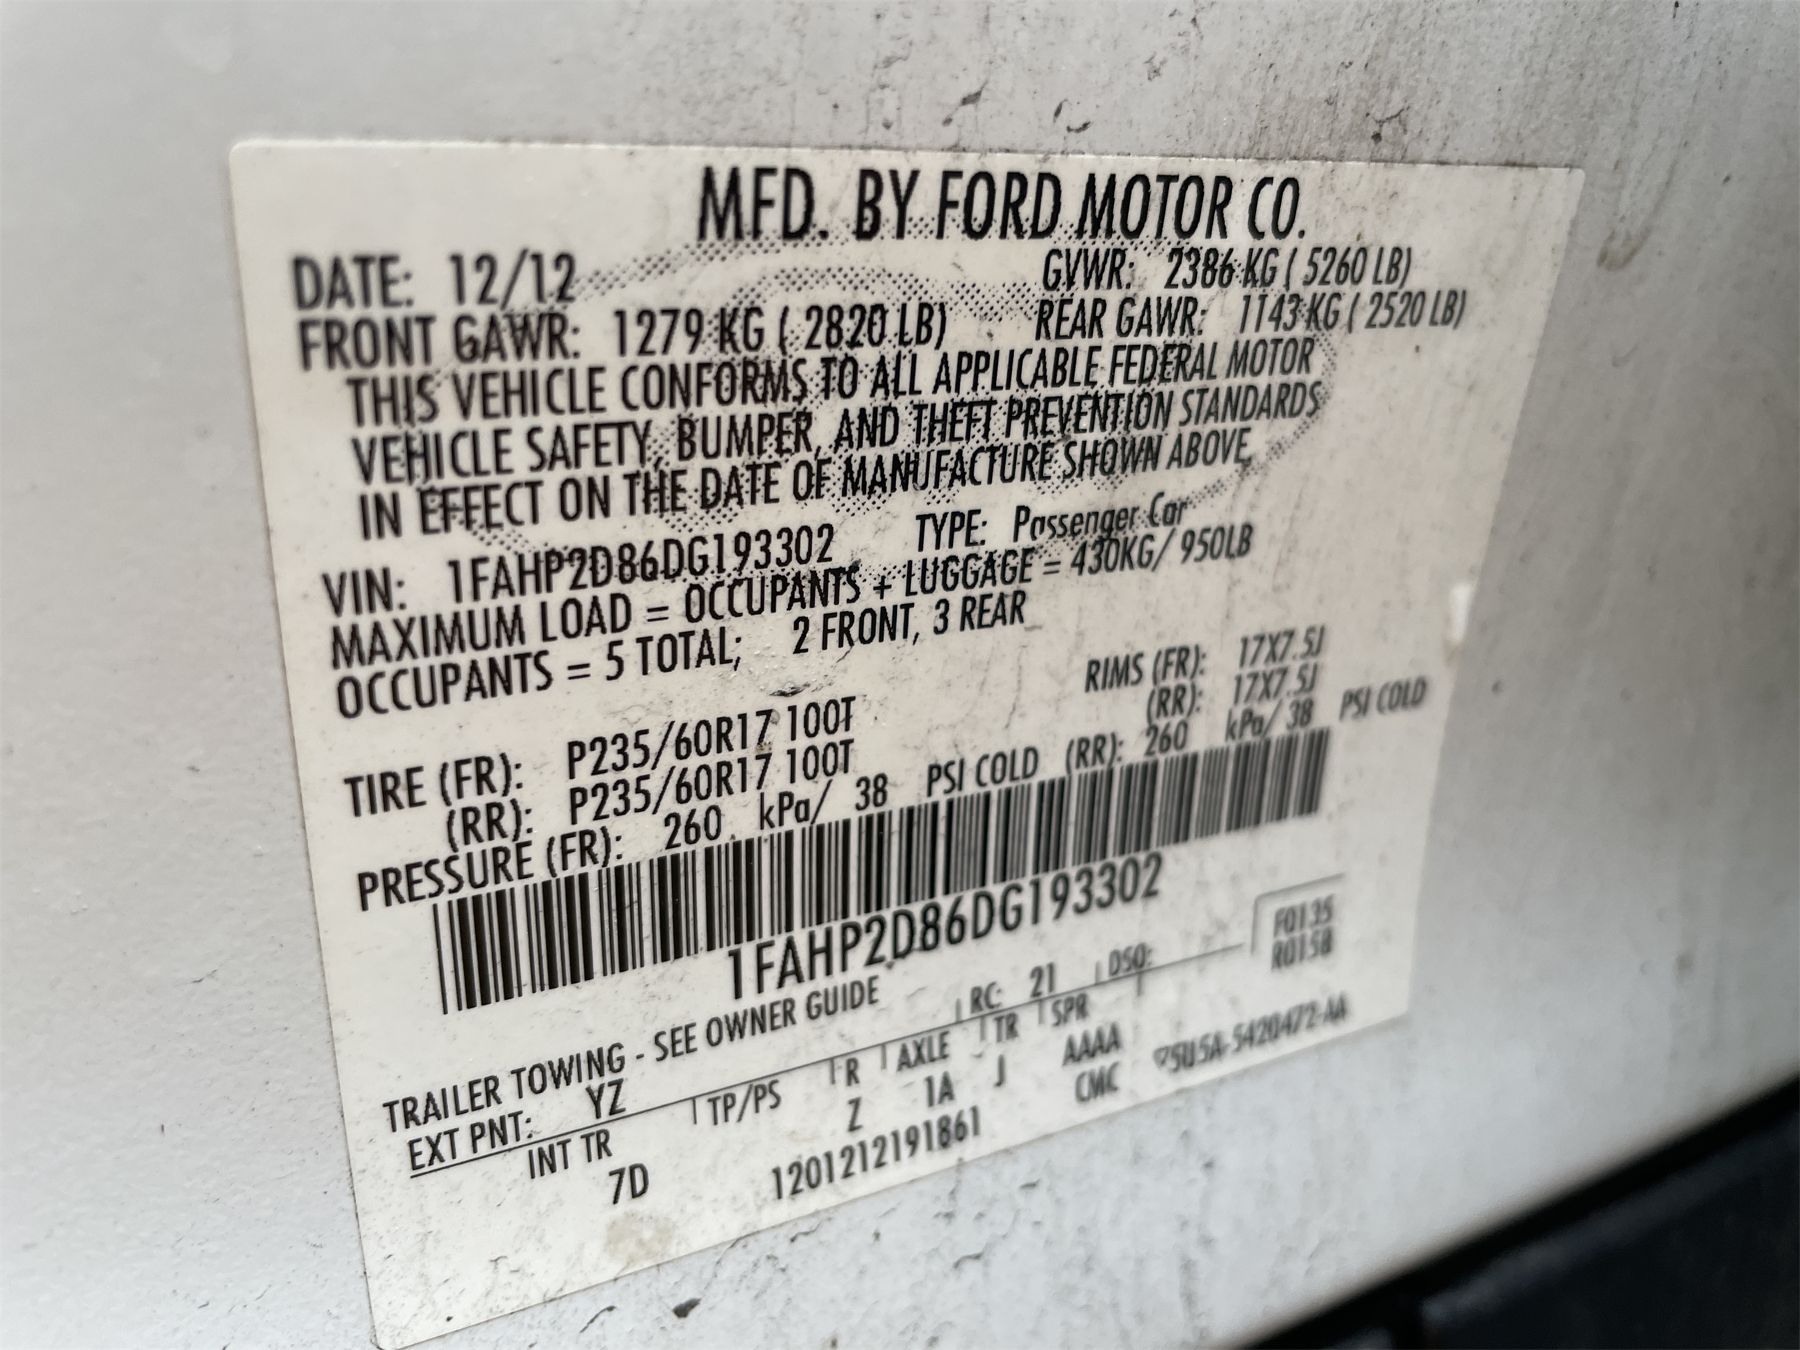 MFD. BY FORD MOTOR CO.
DATE: 12/12 GVWR: 2386 KG ( 5260 LB)
FRONT GAWR: 1279 KG ( 2820 LB) REAR GAWR: 1143 KG ( 2520 LB)
THIS VEHICLE CONFORMS TO ALL APPLICABLE FEDERAL MOTOR
VEHICLE SAFETY, BUMPER, AND THEFT PREVENTION STANDARDS
IN EFFECT ON THE DATE OF MANUFACTURE SHOWN ABOVE.
VIN: 1FAHP2D86DG193302 TYPE: Passenger Car
MAXIMUM LOAD = OCCUPANTS + LUGGAGE = 430KG/ 950LB
OCCUPANTS = 5 TOTAL; 2 FRONT, 3 REAR
RIMS (FR): 17X7.5J
TIRE (FR): P235/60R17 100T (RR): 17X7.5J
(RR): P235/60R17 100T
PRESSURE (FR): 260 kPa/ 38 PSI COLD (RR): 260 kPa/ 38 PSI COLD
1FAHP2D86DG193302
TRAILER TOWING - SEE OWNER GUIDE
F0135
R0158
EXT PNT: YZ RC: 21 DSO:
INT TR TP/PS R AXLE TR SPR
7D Z 1A J AAAA
1201212191861 CMC 5U5A-5420472-AA